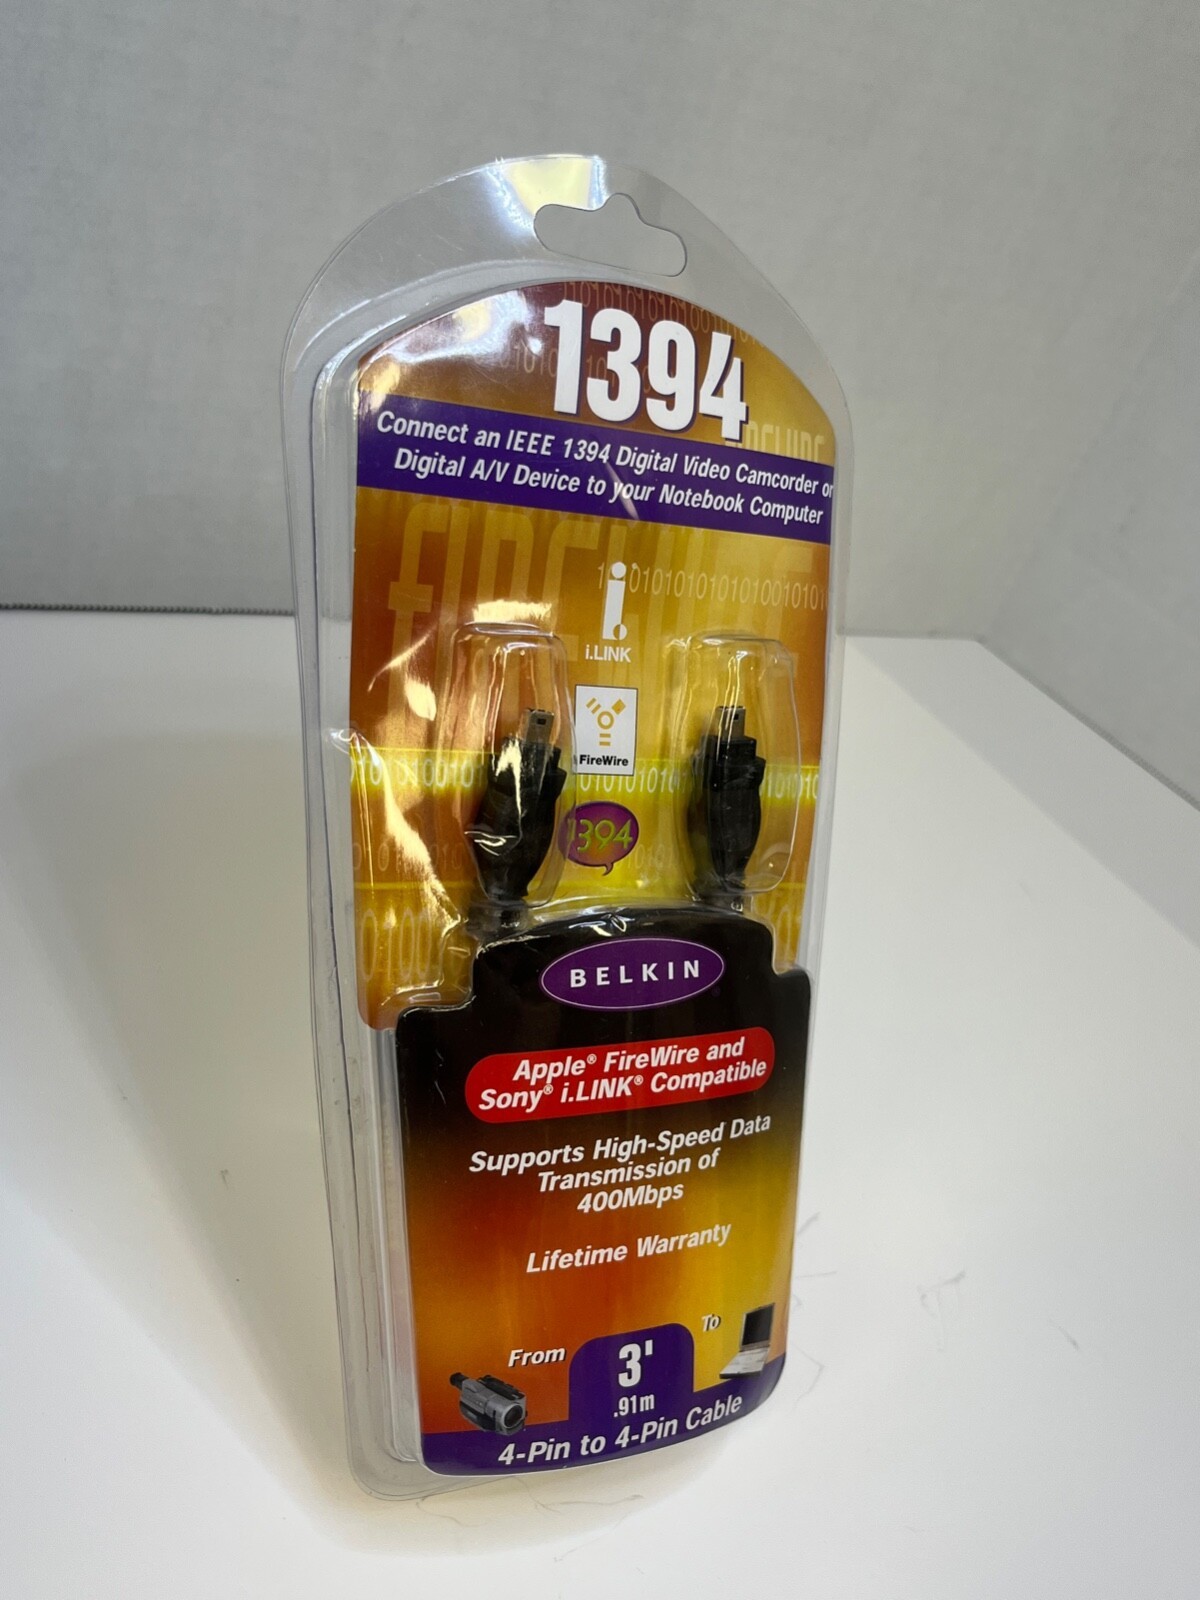 1394
Connect an IEEE 1394 Digital Video Camcorder or
Digital A/V Device to your Notebook Computer
101010101010100101010
i.LINK
FireWire
1394
BELKIN
Apple® FireWire and
Sony® i.LINK® Compatible
Supports High-Speed Data
Transmission of
400Mbps
Lifetime Warranty
From
To
3'
.91m
4-Pin to 4-Pin Cable